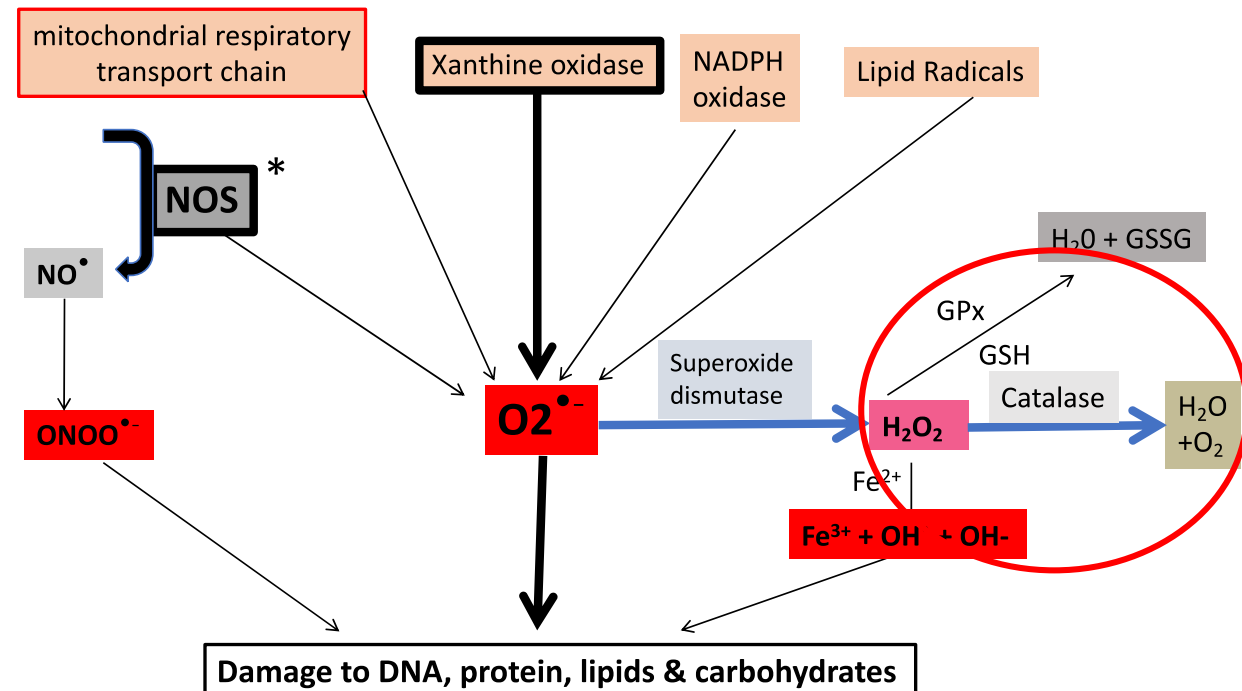 mitochondrial respiratory
transport chain
Xanthine oxidase
NADPH
oxidase
Lipid Radicals
NOS
*
NO•
ONOO•-
O2•-
Superoxide
dismutase
H₂O₂
GPx
GSH
H₂0 + GSSG
Catalase
H₂O
+O₂
Fe²⁺
Fe³⁺ + OH + OH-
Damage to DNA, protein, lipids & carbohydrates